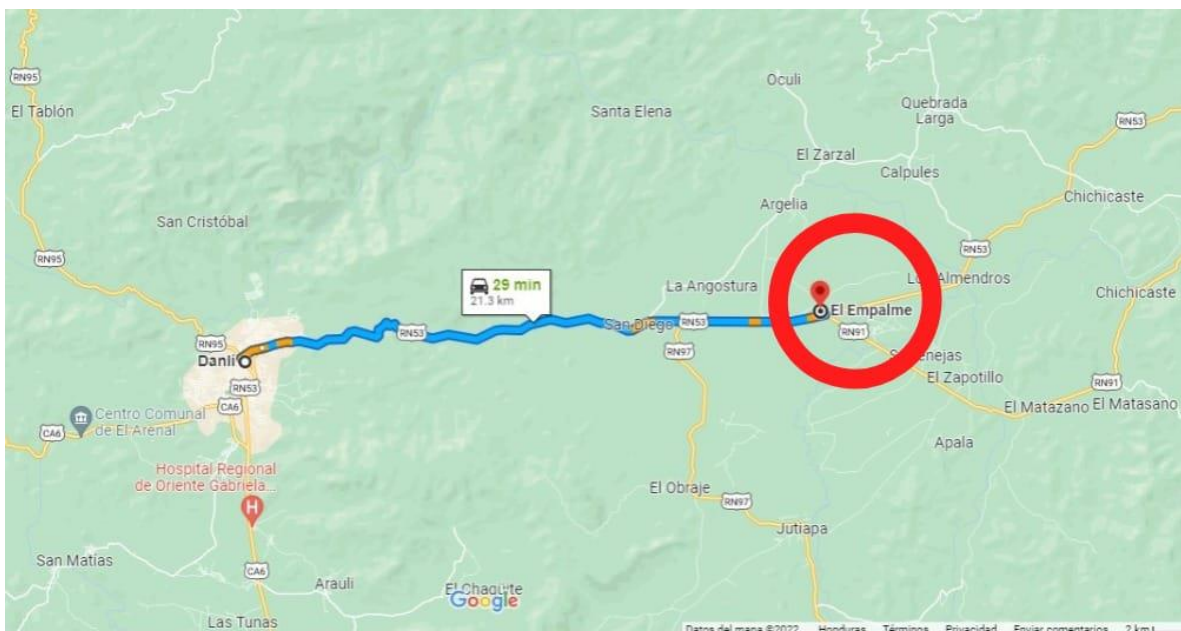 RN95
El Tablón
Oculi
Santa Elena
Quebrada
Larga
RN53
El Zarzal
Calpules
Chichicaste
Argelia
San Cristóbal
RN53
RN95
29 min
21.3 km
La Angostura
Los Almendros
Chichicaste
El Empalme
RN53
San Diego
RN53
RN91
RN95
Danlí
RN97
RN53
El Zapotillo
RN91
El Matazano
El Matasano
CA6
Centro Comunal
de El Arenal
CA6
Apala
Hospital Regional
de Oriente Gabriela...
H
El Obraje
RN97
Jutiapa
San Matías
CA6
Arauli
El Chagüite
Google
Las Tunas
Datos del mapa ©2022 Honduras Términos Privacidad Enviar comentarios 2 km